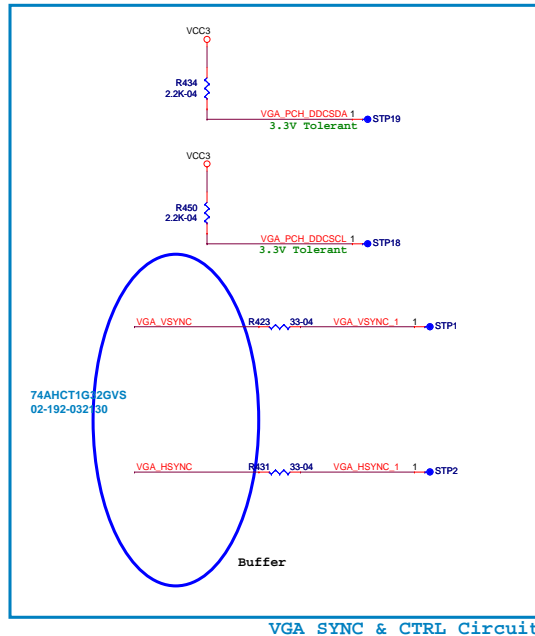 VCC3
R434
2.2K-04
VGA_PCH_DDCSDA 1
STP19
3.3V Tolerant
VCC3
R450
2.2K-04
VGA_PCH_DDCSCL 1
STP18
3.3V Tolerant
VGA_VSYNC R423 33-04 VGA_VSYNC_1 1
STP1
74AHCT1G32GVS
02-192-032130
VGA_HSYNC R431 33-04 VGA_HSYNC_1 1
STP2
Buffer
VGA SYNC & CTRL Circuit